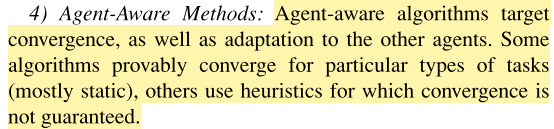 4) Agent-Aware Methods: Agent-aware algorithms target
convergence, as well as adaptation to the other agents. Some
algorithms provably converge for particular types of tasks
(mostly static), others use heuristics for which convergence is
not guaranteed.